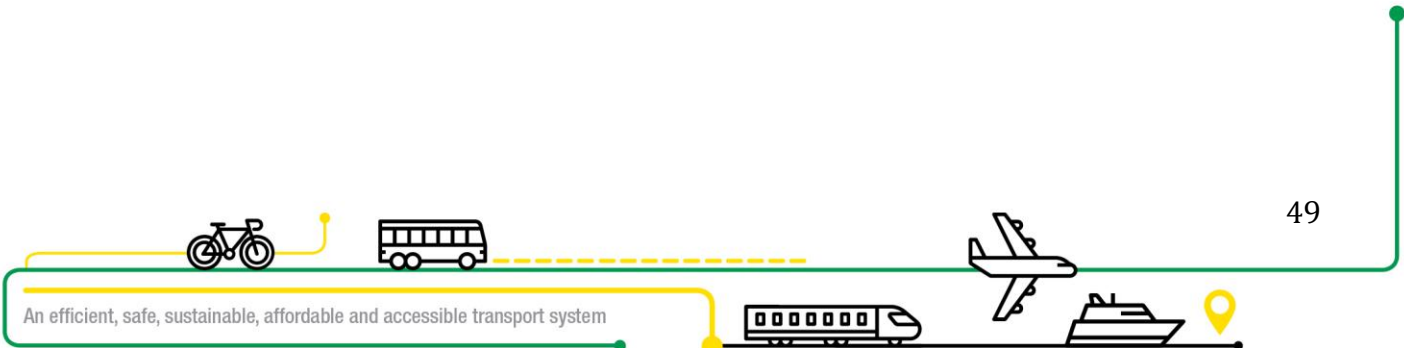 49
An efficient, safe, sustainable, affordable and accessible transport system